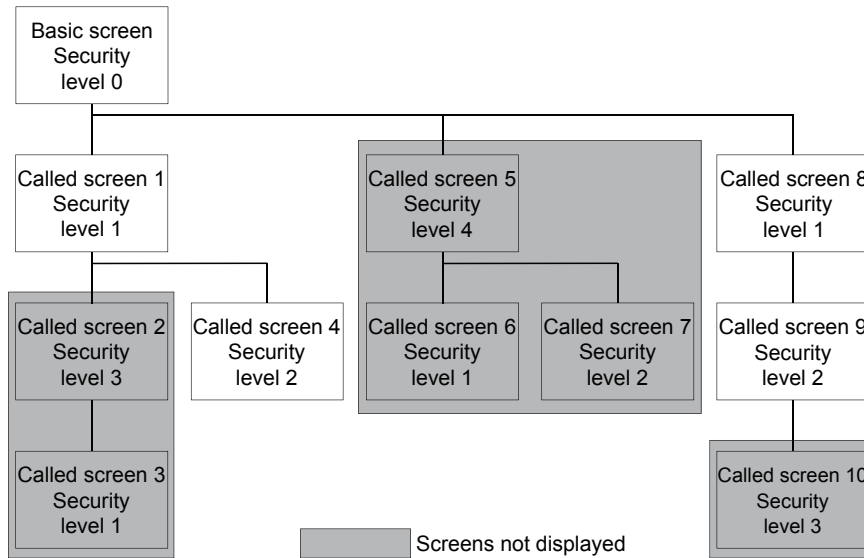 Basic screen
Security
level 0
Called screen 1
Security
level 1
Called screen 5
Security
level 4
Called screen 8
Security
level 1
Called screen 2
Security
level 3
Called screen 4
Security
level 2
Called screen 6
Security
level 1
Called screen 7
Security
level 2
Called screen 9
Security
level 2
Called screen 3
Security
level 1
Called screen 10
Security
level 3
Screens not displayed